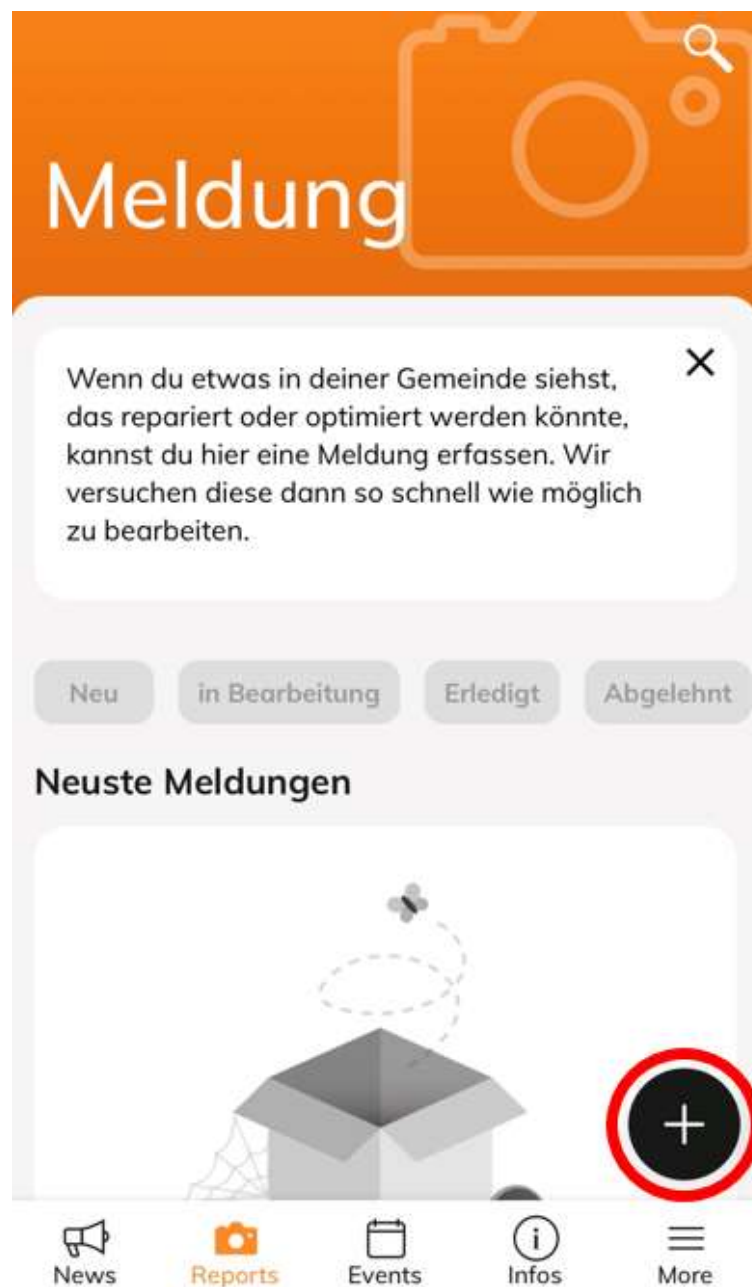 Meldung
Wenn du etwas in deiner Gemeinde siehst,
das repariert oder optimiert werden könnte,
kannst du hier eine Meldung erfassen. Wir
versuchen diese dann so schnell wie möglich
zu bearbeiten.
Neu in Bearbeitung Erledigt Abgelehnt
Neuste Meldungen
News Reports Events Infos More